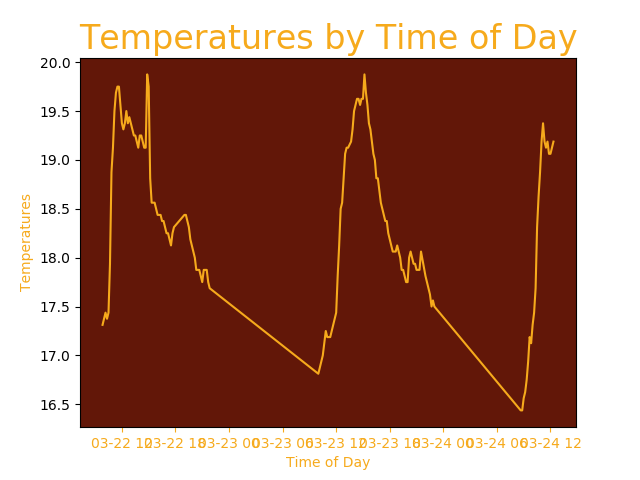 Temperatures by Time of Day
20.0
19.5
19.0
18.5
18.0
17.5
17.0
16.5
Temperatures
03-22 12 03-22 18 03-23 00 03-23 06 03-23 12 03-23 18 03-24 00 03-24 06 03-24 12
Time of Day